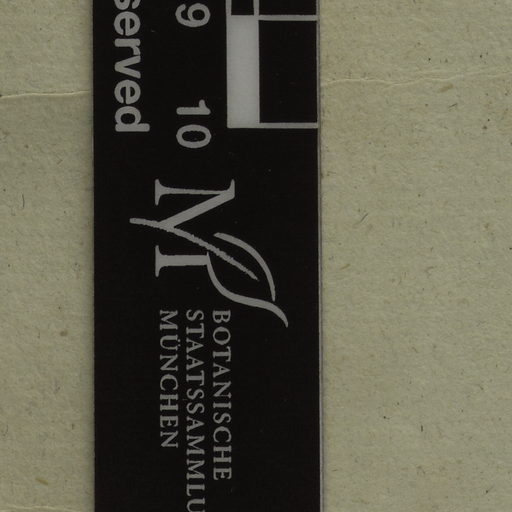 served
9 10
BOTANISCHE
STAATSSAMMLU
MÜNCHEN